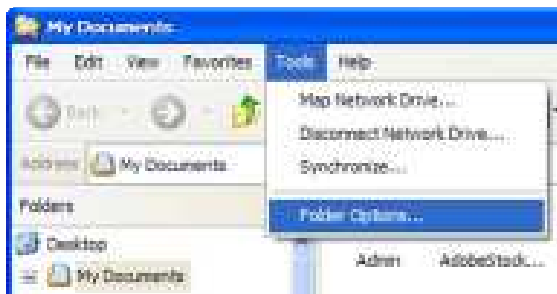 My Documents
File Edit View Favorites Tools Help
Back
Map Network Drive...
Disconnect Network Drive...
Address My Documents
Synchronize...
Folders
Folder Options...
Desktop
My Documents
Admin AdobeStock...